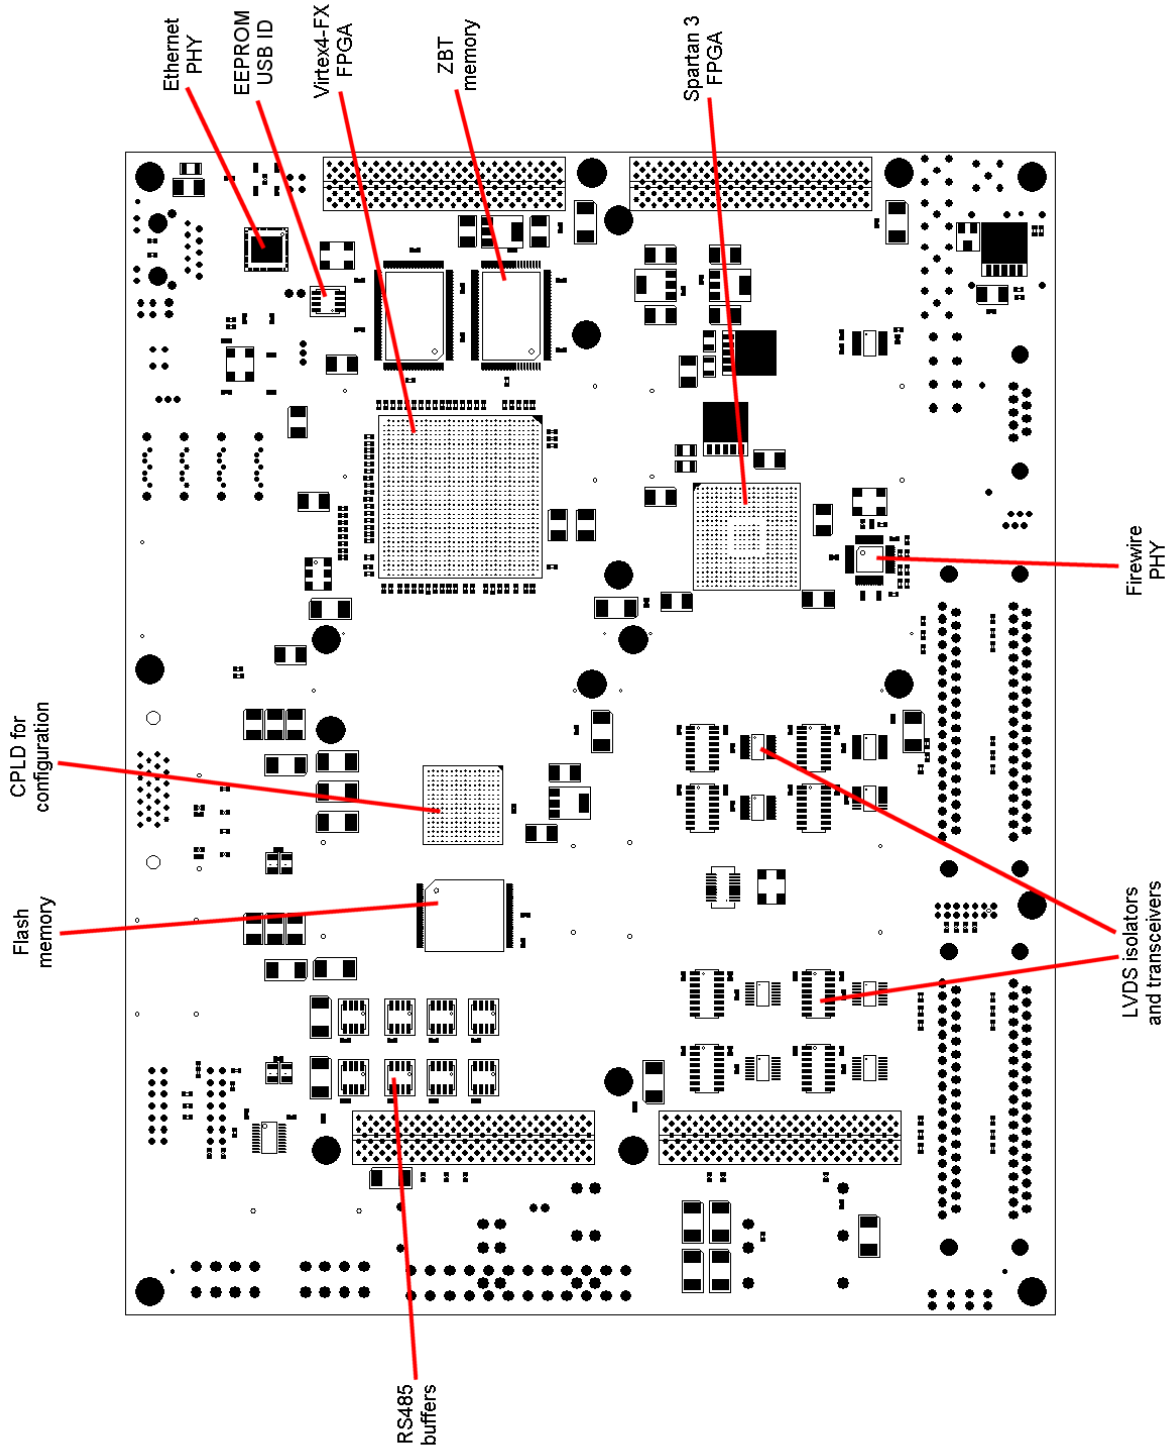 Ethernet
PHY
EEPROM
USB ID
Virtex4-FX
FPGA
ZBT
memory
Spartan 3
FPGA
Firewire
PHY
CPLD for
configuration
Flash
memory
LVDS isolators
and transceivers
RS485
buffers